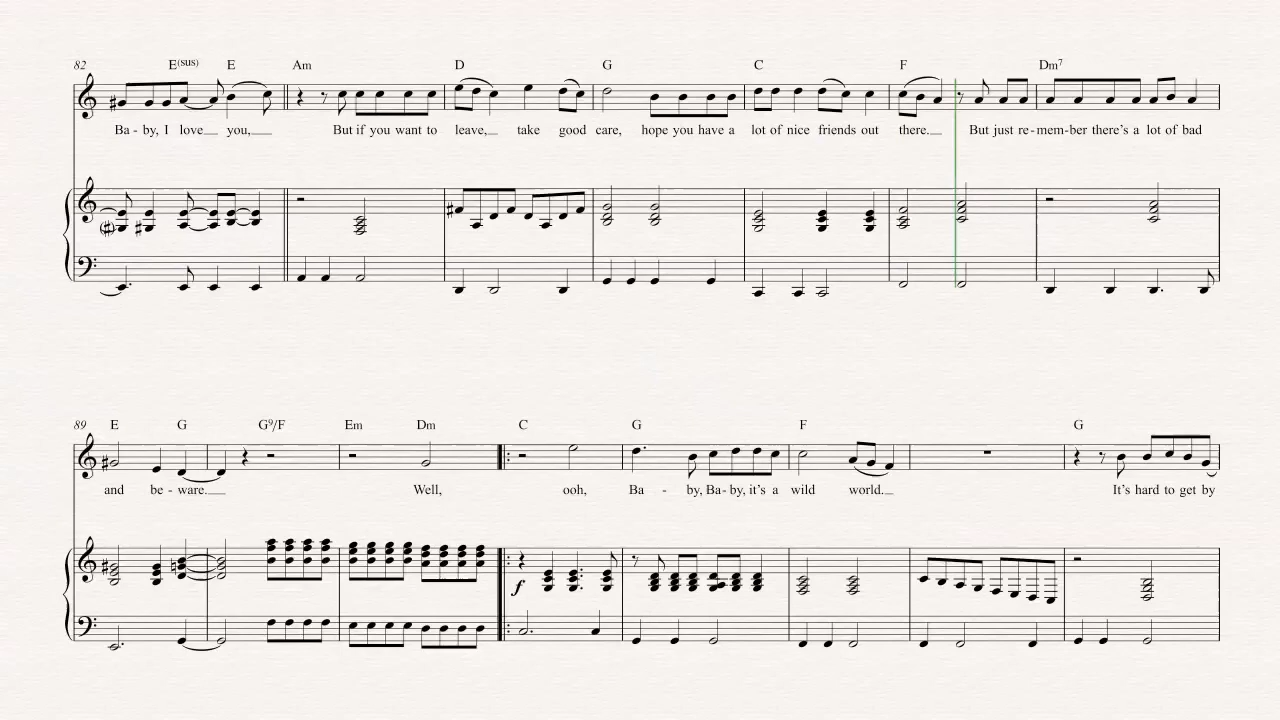 82 E(sus) E Am D G C F Dm7
Ba - by, I love you, But if you want to leave, take good care, hope you have a lot of nice friends out there. But just re - mem - ber there's a lot of bad
89 E G G9/F Em Dm C G F G
and be - ware. Well, ooh, Ba - by, Ba - by, it's a wild world. It's hard to get by
f